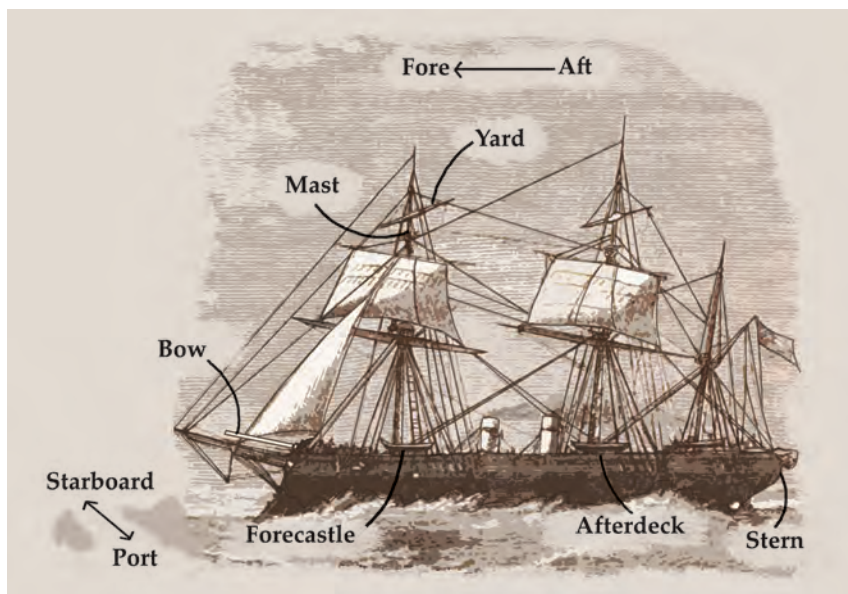 Fore
Aft
Yard
Mast
Bow
Starboard
Port
Forecastle
Afterdeck
Stern